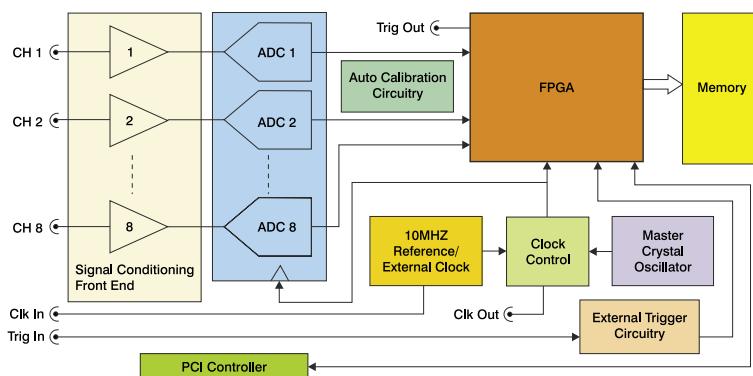 CH 1
1
ADC 1
Trig Out
FPGA
Memory
Auto Calibration
Circuitry
CH 2
2
ADC 2
CH 8
8
ADC 8
Signal Conditioning
Front End
10MHZ
Reference/
External Clock
Clock
Control
Master
Crystal
Oscillator
Clk In
Clk Out
Trig In
External Trigger
Circuitry
PCI Controller